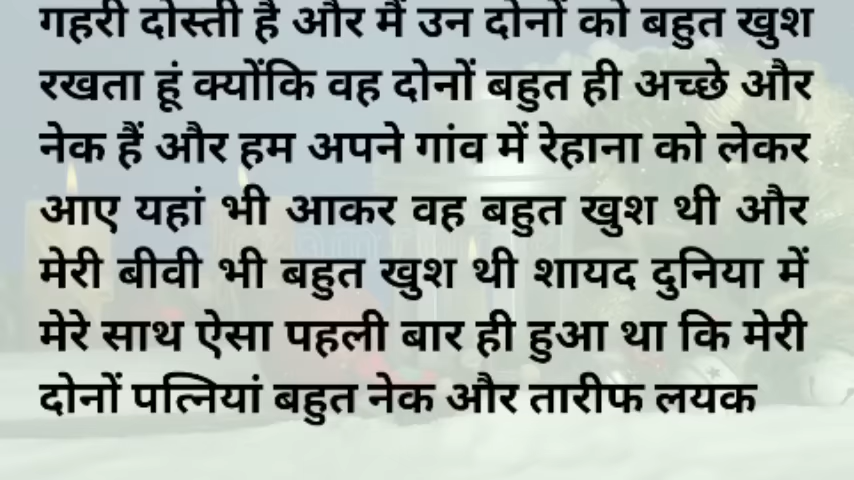 गहरी दोस्ती है और मैं उन दोनों को बहुत खुश
रखता हूं क्योंकि वह दोनों बहुत ही अच्छे और
नेक हैं और हम अपने गांव में रेहाना को लेकर
आए यहां भी आकर वह बहुत खुश थी और
मेरी बीवी भी बहुत खुश थी शायद दुनिया में
मेरे साथ ऐसा पहली बार ही हुआ था कि मेरी
दोनों पत्नियां बहुत नेक और तारीफ लयक